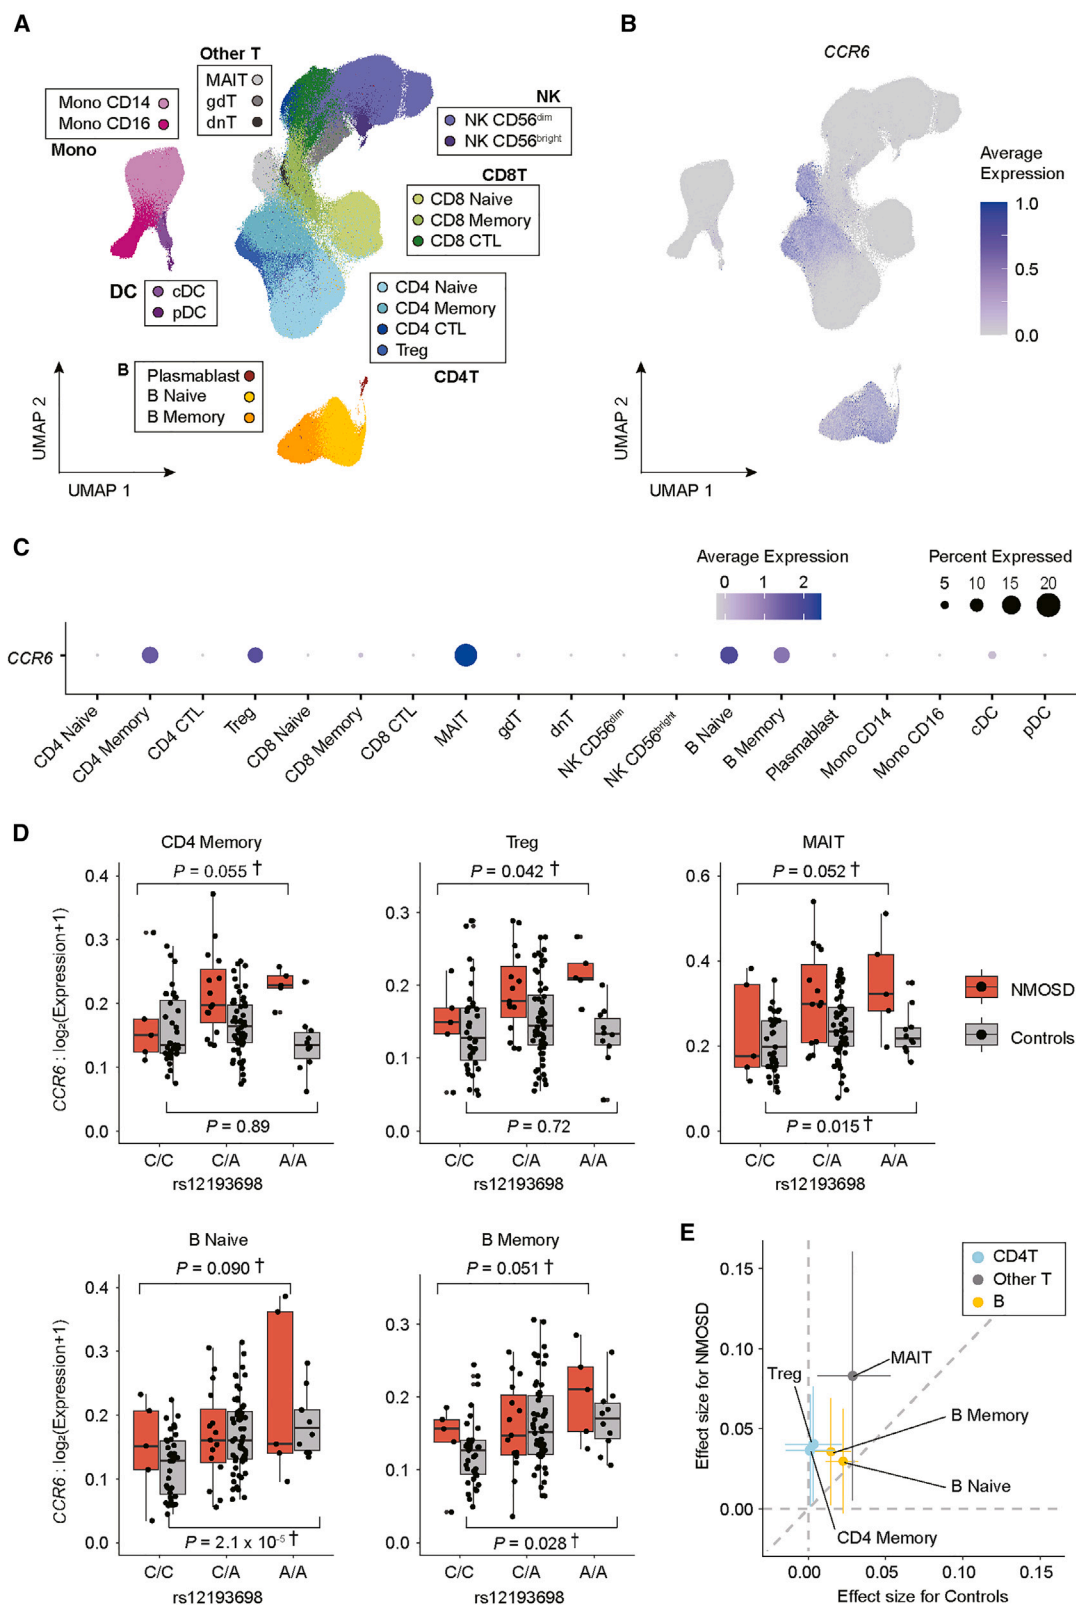 A
Other T
MAIT
gdT
dnT
Mono CD14
Mono CD16
Mono
NK
NK CD56dim
NK CD56bright
CD8T
CD8 Naive
CD8 Memory
CD8 CTL
DC
cDC
pDC
CD4 Naive
CD4 Memory
CD4 CTL
Treg
CD4T
B
Plasmablast
B Naive
B Memory
UMAP 2
UMAP 1
B
CCR6
Average
Expression
1.0
0.5
0.0
UMAP 2
UMAP 1
C
Average Expression
0 1 2
Percent Expressed
5 10 15 20
CCR6
CD4 Naive
CD4 Memory
CD4 CTL
Treg
CD8 Naive
CD8 Memory
CD8 CTL
MAIT
gdT
dnT
NK CD56dim
NK CD56bright
B Naive
B Memory
Plasmablast
Mono CD14
Mono CD16
cDC
pDC
D
CD4 Memory
P = 0.055 †
0.4
0.3
0.2
0.1
0.0
CCR6 : log₂(Expression+1)
P = 0.89
C/C C/A A/A
rs12193698
Treg
P = 0.042 †
0.3
0.2
0.1
0.0
P = 0.72
C/C C/A A/A
rs12193698
MAIT
P = 0.052 †
0.6
0.4
0.2
0.0
P = 0.015 †
C/C C/A A/A
rs12193698
NMOSD
Controls
B Naive
P = 0.090 †
0.4
0.3
0.2
0.1
0.0
CCR6 : log₂(Expression+1)
P = 2.1 x 10⁻⁵ †
C/C C/A A/A
rs12193698
B Memory
P = 0.051 †
0.3
0.2
0.1
0.0
P = 0.028 †
C/C C/A A/A
rs12193698
E
CD4T
Other T
B
0.15
0.10
0.05
0.00
Effect size for NMOSD
Treg
MAIT
B Memory
B Naive
CD4 Memory
0.00 0.05 0.10 0.15
Effect size for Controls